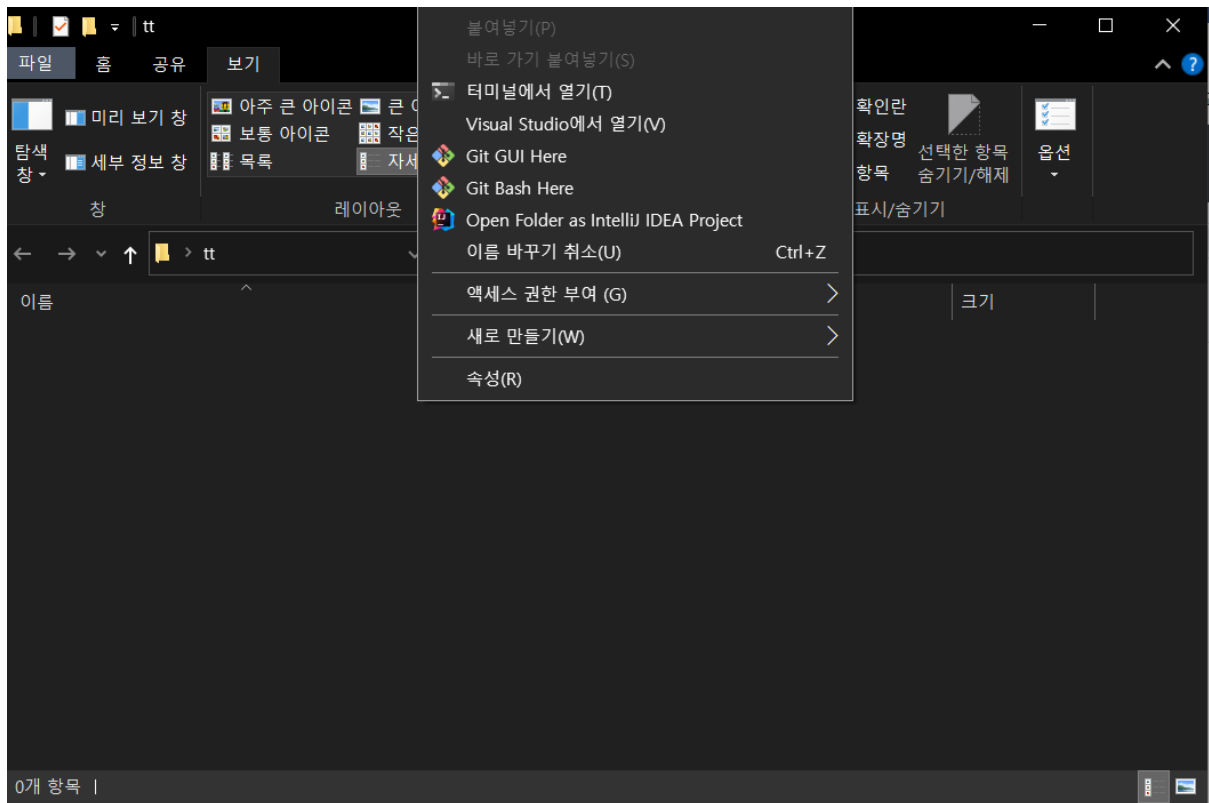 tt
파일 홈 공유 보기
미리 보기 창
세부 정보 창
탐색
창
창
아주 큰 아이콘 큰
보통 아이콘 작은
목록 자세
레이아웃
붙여넣기(P)
바로 가기 붙여넣기(S)
터미널에서 열기(T)
Visual Studio에서 열기(V)
Git GUI Here
Git Bash Here
Open Folder as IntelliJ IDEA Project
이름 바꾸기 취소(U) Ctrl+Z
액세스 권한 부여 (G)
새로 만들기(W)
속성(R)
확인란
확장명
항목
선택한 항목
숨기기/해제
표시/숨기기
옵션
tt
이름
크기
0개 항목